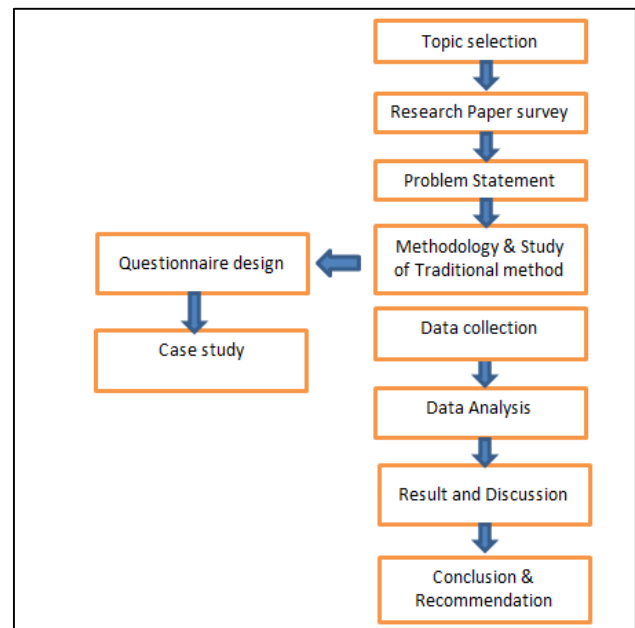 Topic selection
Research Paper survey
Problem Statement
Methodology & Study
of Traditional method
Questionnaire design
Case study
Data collection
Data Analysis
Result and Discussion
Conclusion &
Recommendation